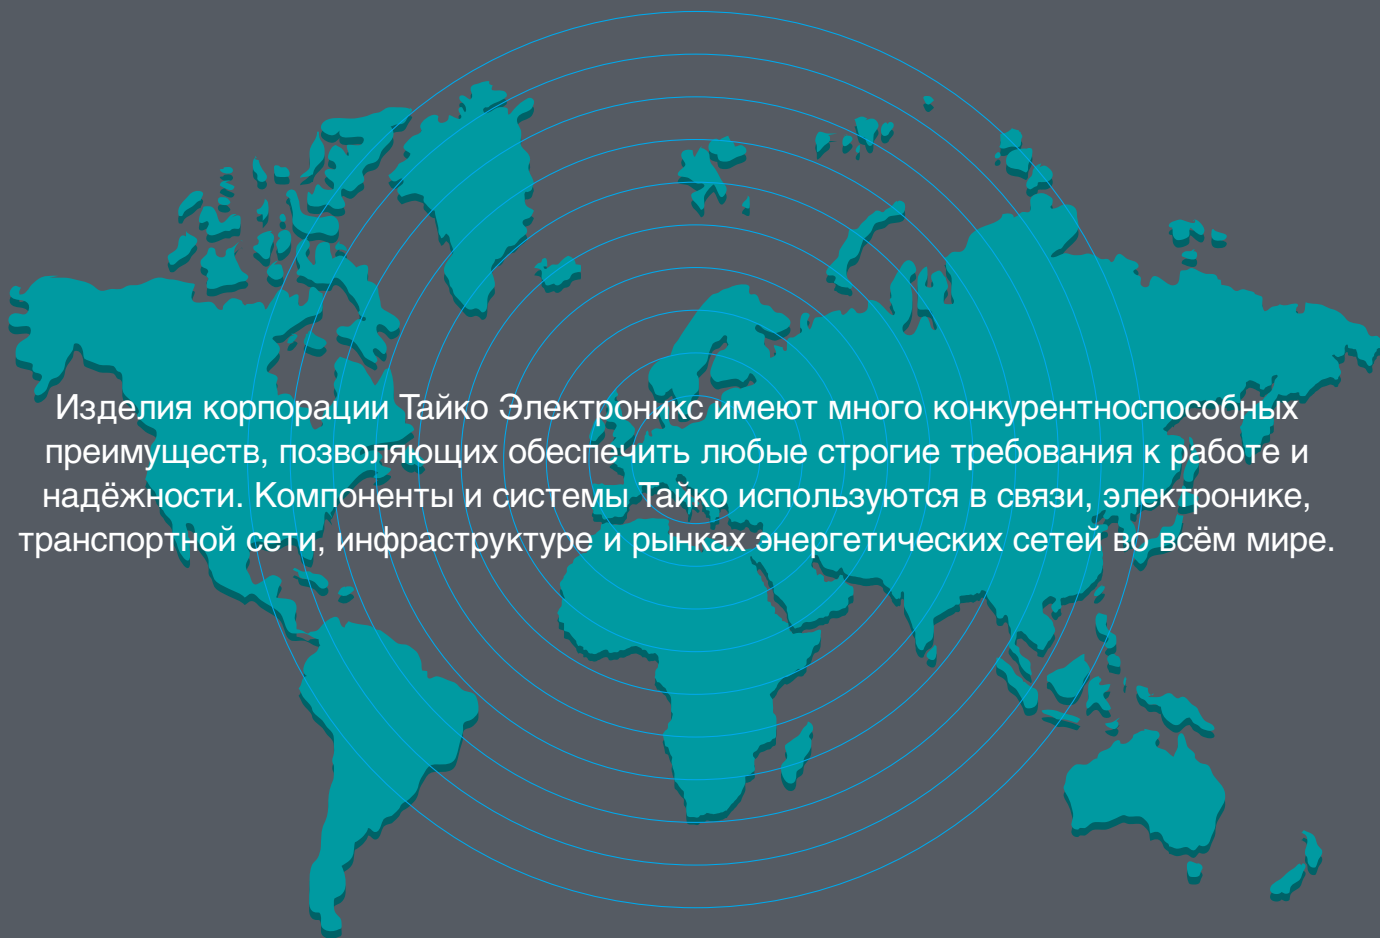 Изделия корпорации Тайко Электроникс имеют много конкурентноспособных
преимуществ, позволяющих обеспечить любые строгие требования к работе и
надёжности. Компоненты и системы Тайко используются в связи, электронике,
транспортной сети, инфраструктуре и рынках энергетических сетей во всём мире.